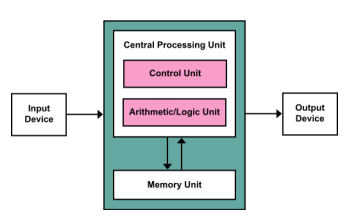 Central Processing Unit
Control Unit
Arithmetic/Logic Unit
Input
Device
Output
Device
Memory Unit